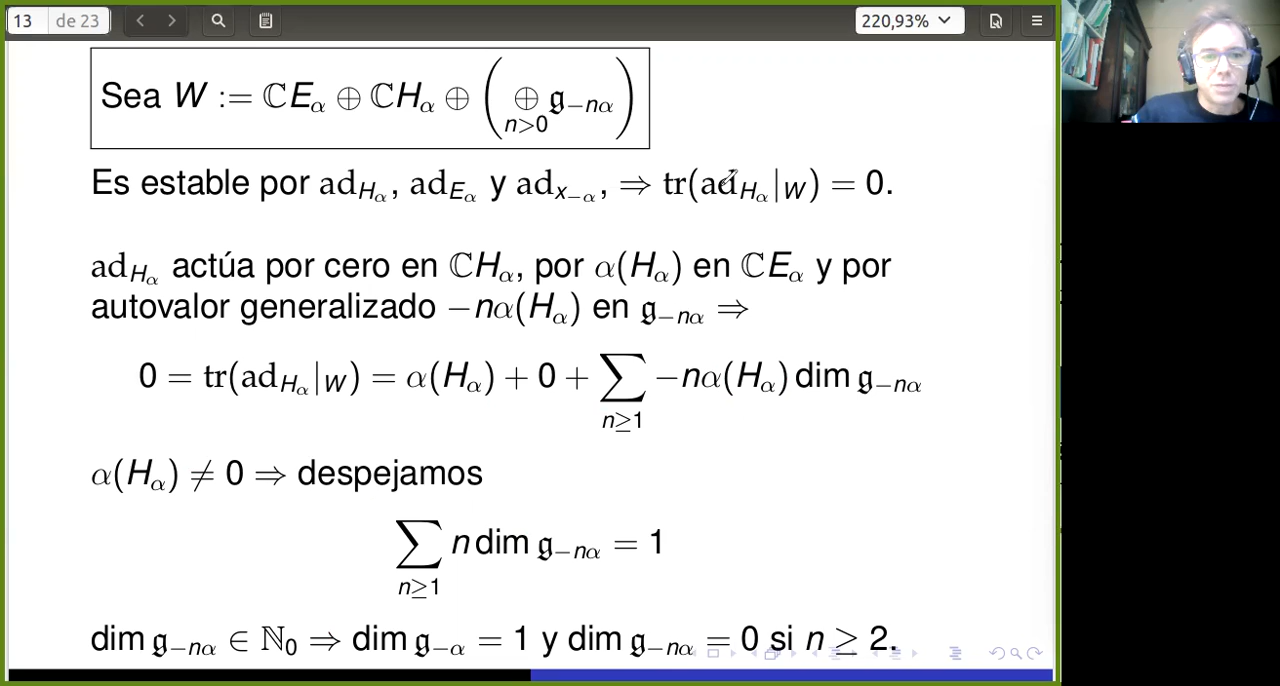 13 de 23 220,93%
Sea W := ℂE_α ⊕ ℂH_α ⊕ ( ⊕_{n>0} 𝔤_{−nα} )
Es estable por ad_{H_α}, ad_{E_α} y ad_{x_{−α}}, ⇒ tr(ad_{H_α}|_W) = 0.
ad_{H_α} actúa por cero en ℂH_α, por α(H_α) en ℂE_α y por
autovalor generalizado −nα(H_α) en 𝔤_{−nα} ⇒
0 = tr(ad_{H_α}|_W) = α(H_α) + 0 + ∑_{n≥1} −nα(H_α) dim 𝔤_{−nα}
α(H_α) ≠ 0 ⇒ despejamos
∑_{n≥1} n dim 𝔤_{−nα} = 1
dim 𝔤_{−nα} ∈ ℕ₀ ⇒ dim 𝔤_{−α} = 1 y dim 𝔤_{−nα} = 0 si n ≥ 2.